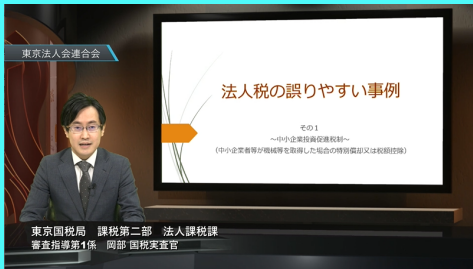 東京法人会連合会
法人税の誤りやすい事例
その１
～中小企業投資促進税制～
（中小企業者等が機械等を取得した場合の特別償却又は税額控除）
東京国税局　課税第二部　法人課税課
審査指導第1係　岡部 国税実査官